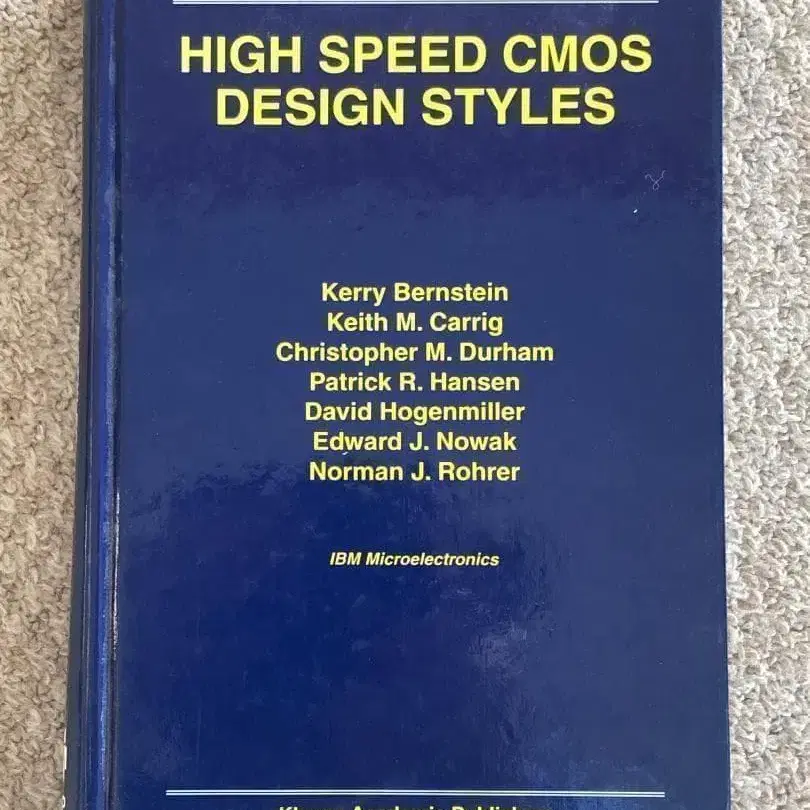 HIGH SPEED CMOS
DESIGN STYLES
Kerry Bernstein
Keith M. Carrig
Christopher M. Durham
Patrick R. Hansen
David Hogenmiller
Edward J. Nowak
Norman J. Rohrer
IBM Microelectronics